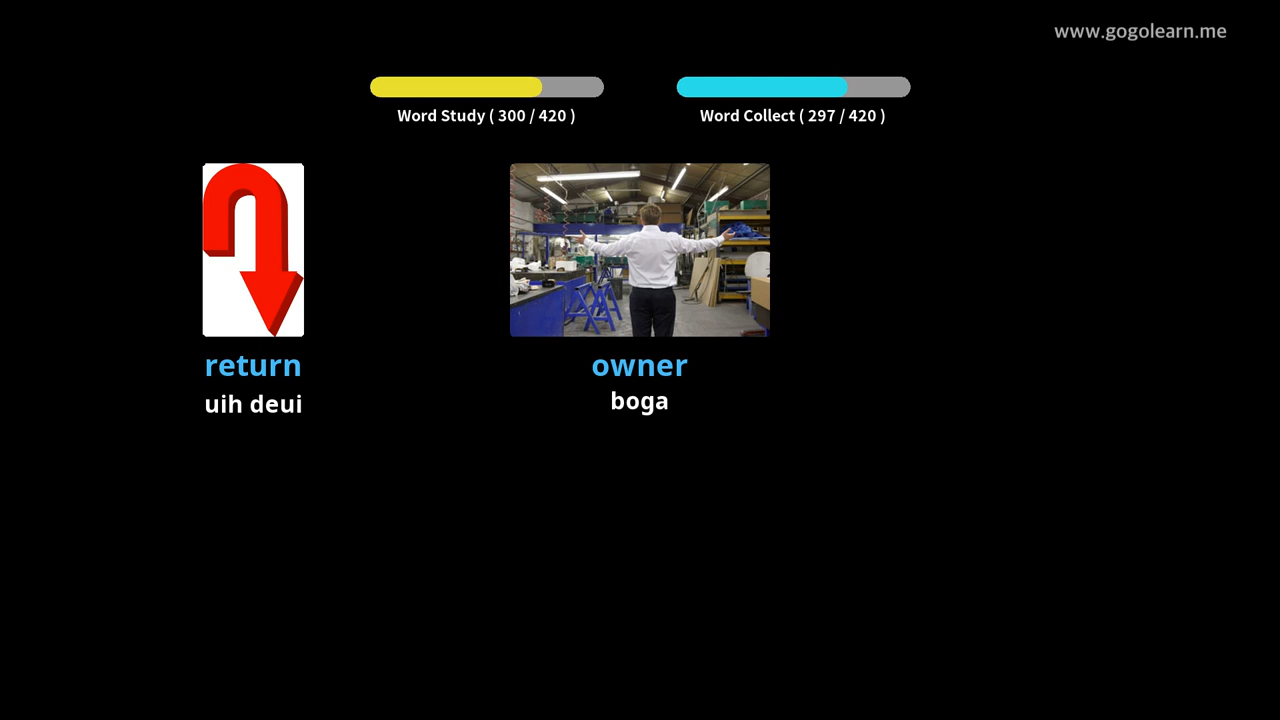 www.gogolearn.me
Word Study ( 300 / 420 )
Word Collect ( 297 / 420 )
return
uih deui
owner
boga